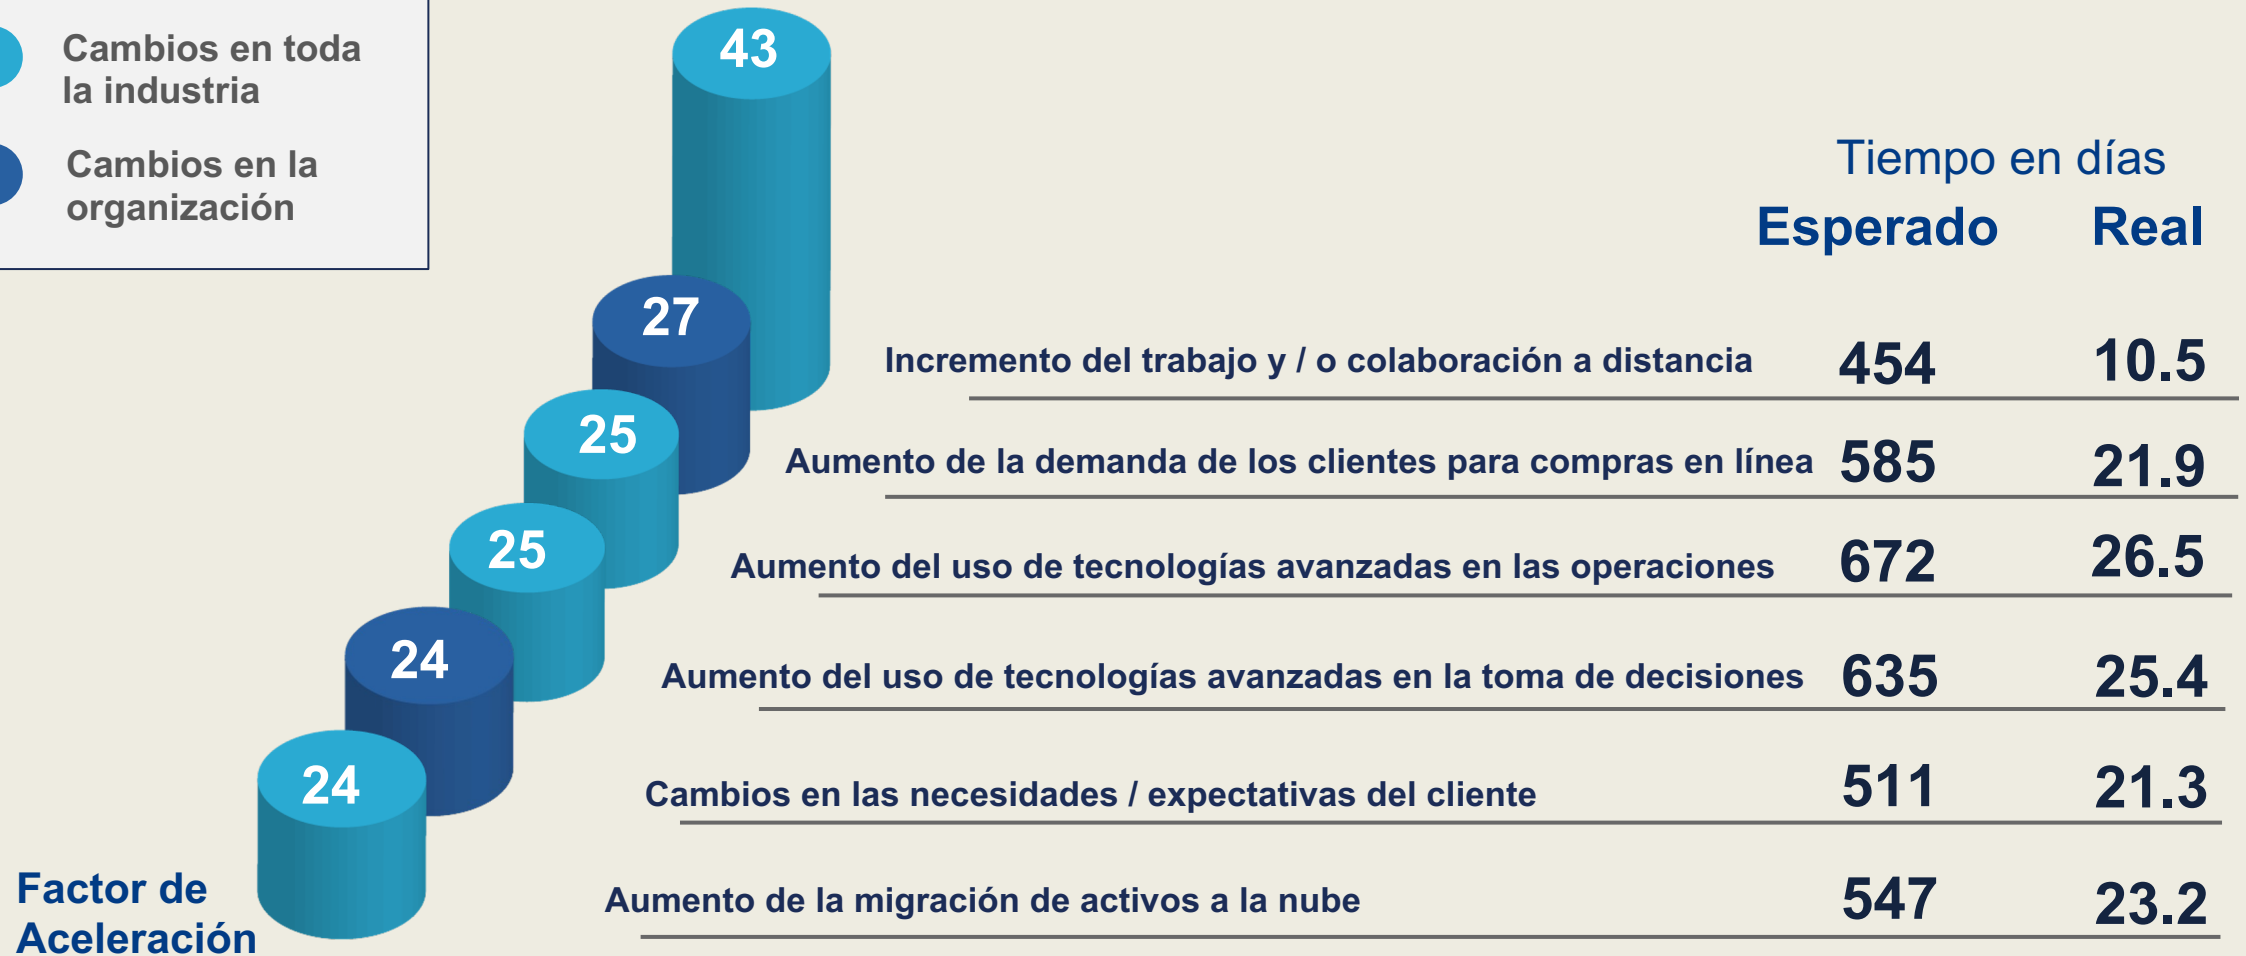 Cambios en toda
la industria
Cambios en la
organización
43
27
25
25
24
24
Factor de
Aceleración
Tiempo en días
Esperado Real
Incremento del trabajo y / o colaboración a distancia 454 10.5
Aumento de la demanda de los clientes para compras en línea 585 21.9
Aumento del uso de tecnologías avanzadas en las operaciones 672 26.5
Aumento del uso de tecnologías avanzadas en la toma de decisiones 635 25.4
Cambios en las necesidades / expectativas del cliente 511 21.3
Aumento de la migración de activos a la nube 547 23.2